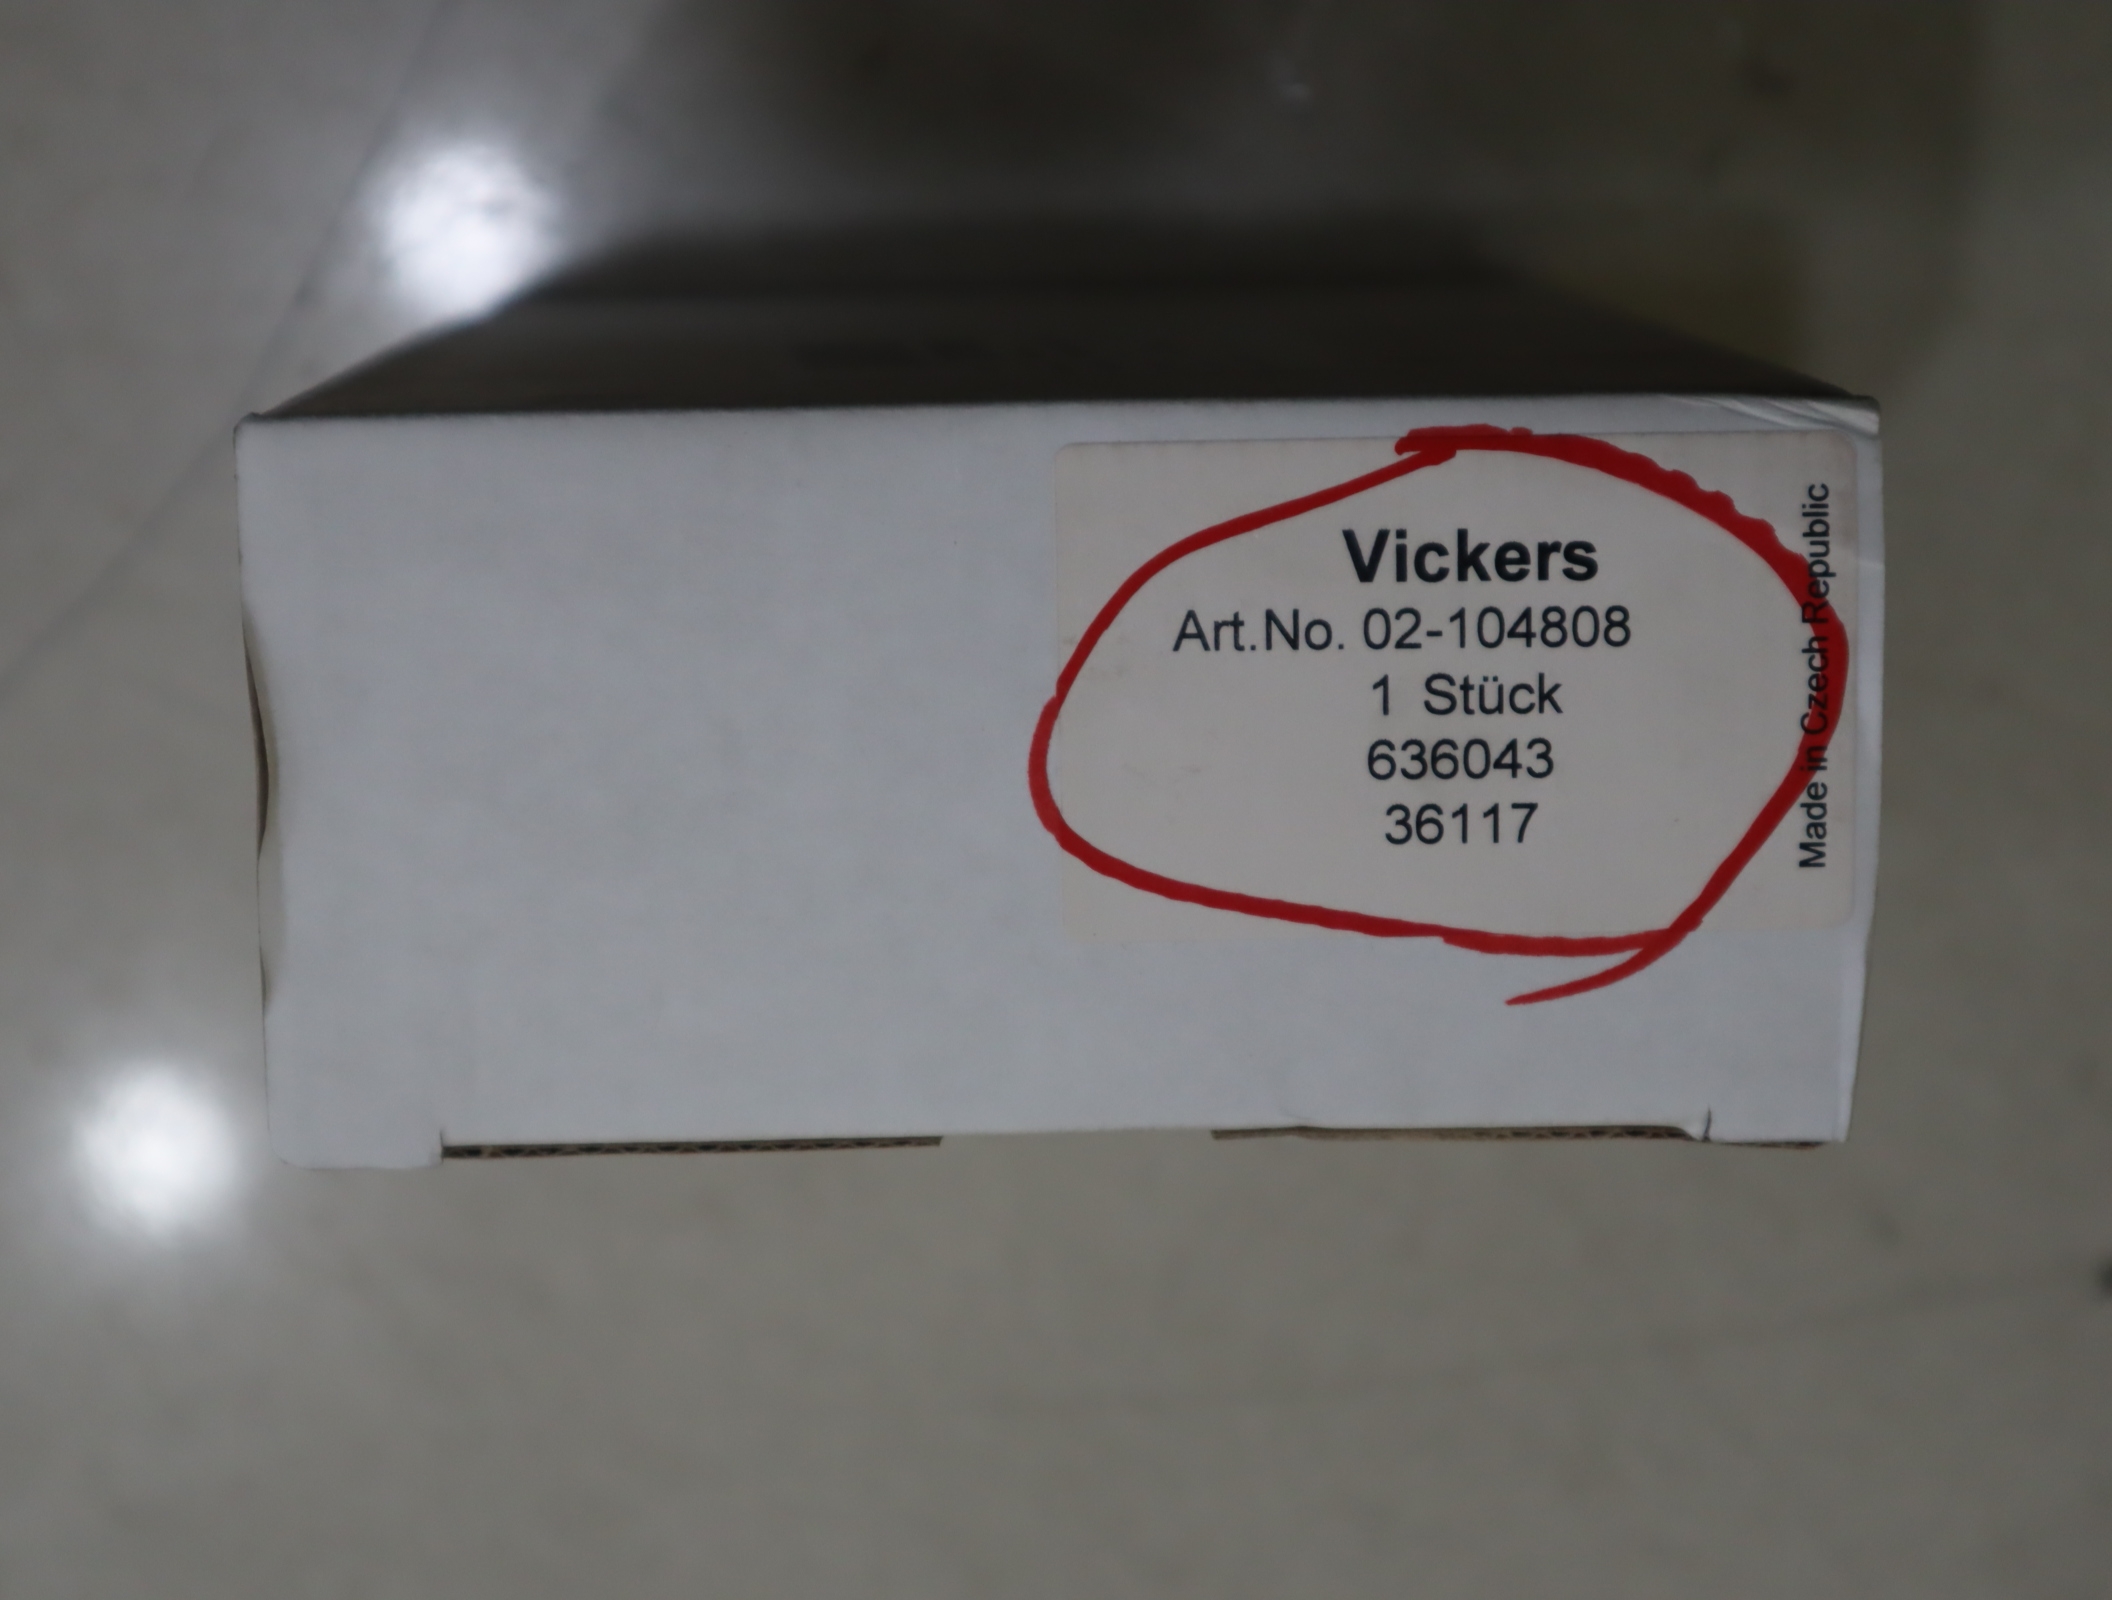 Vickers
Art.No. 02-104808
1 Stück
636043
36117
Made in Czech Republic